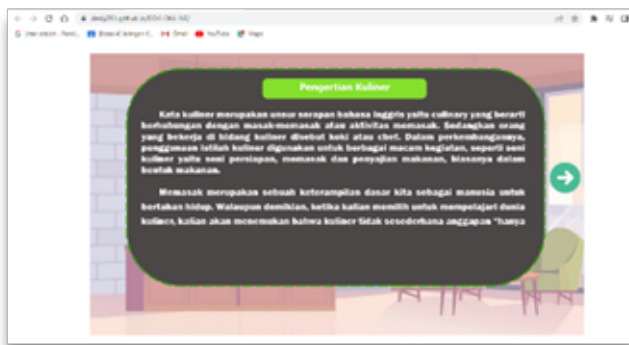 Gmail YouTube Maps
Pengertian Kuliner
Kata kuliner merupakan unsur serapan bahasa Inggris yaitu culinary yang berarti
berhubungan dengan masak-memasak atau aktivitas memasak. Sedangkan orang
yang bekerja di bidang kuliner disebut koki atau chef. Dalam perkembangannya,
penggunaan istilah kuliner digunakan untuk berbagai macam kegiatan, seperti seni
kuliner yaitu seni persiapan, memasak dan penyajian makanan, biasanya dalam
bentuk makanan.
Memasak merupakan sebuah keterampilan dasar kita sebagai manusia untuk
bertahan hidup. Walaupun demikian, ketika kalian memilih untuk mempelajari dunia
kuliner, kalian akan menemukan bahwa kuliner tidak sesederhana anggapan "hanya